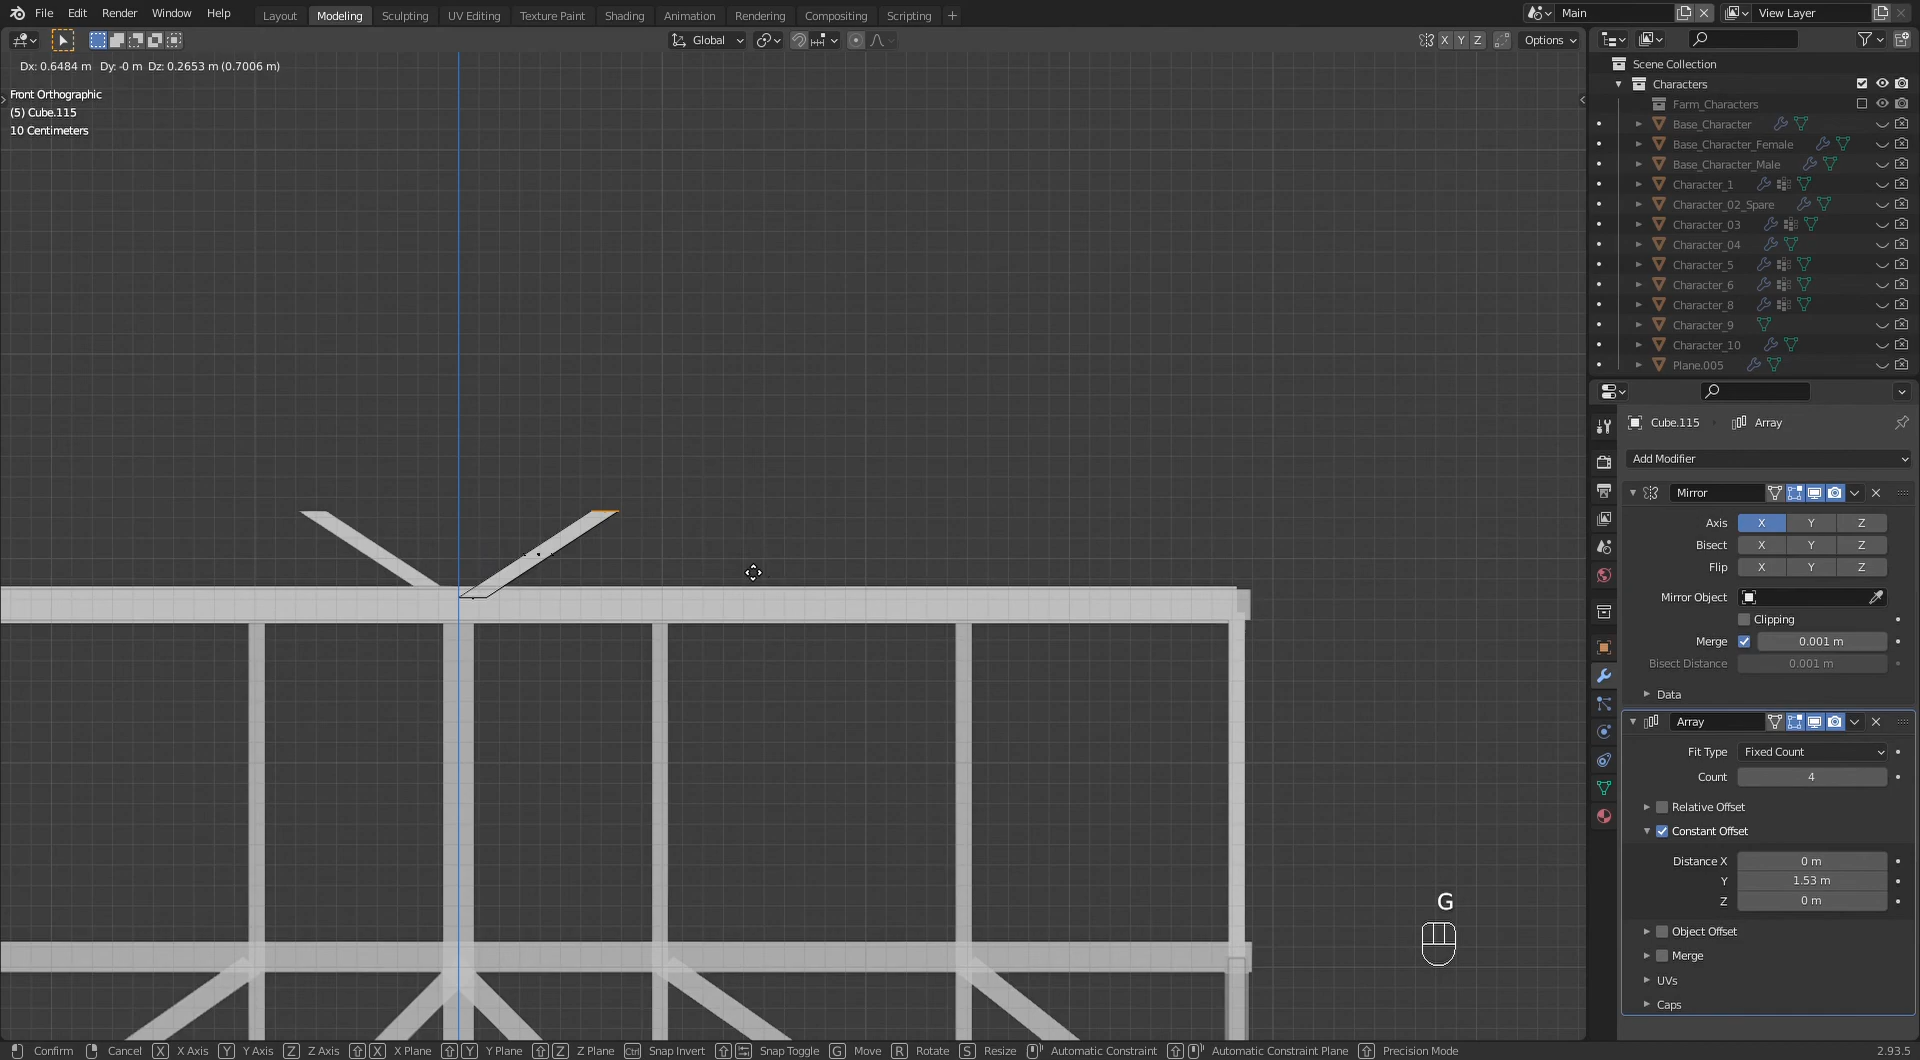 File Edit Render Window Help
Layout Modeling Sculpting UV Editing Texture Paint Shading Animation Rendering Compositing Scripting +
Main
View Layer
Global
X Y Z
Options
Dx: 0.6484 m Dy: -0 m Dz: 0.2653 m (0.7006 m)
Front Orthographic
(5) Cube.115
10 Centimeters
Scene Collection
Characters
Farm_Characters
Base_Character
Base_Character_Female
Base_Character_Male
Character_1
Character_02_Spare
Character_03
Character_04
Character_5
Character_6
Character_8
Character_9
Character_10
Plane.005
Cube.115 › Array
Add Modifier
Mirror
Axis X Y Z
Bisect X Y Z
Flip X Y Z
Mirror Object
Clipping
Merge 0.001 m
Bisect Distance 0.001 m
Data
Array
Fit Type Fixed Count
Count 4
Relative Offset
Constant Offset
Distance X 0 m
Y 1.53 m
Z 0 m
Object Offset
Merge
UVs
Caps
G
Confirm Cancel X X Axis Y Y Axis Z Z Axis X X Plane Y Y Plane Z Z Plane Ctrl Snap Invert Snap Toggle G Move R Rotate S Resize Automatic Constraint Automatic Constraint Plane Precision Mode
2.93.5